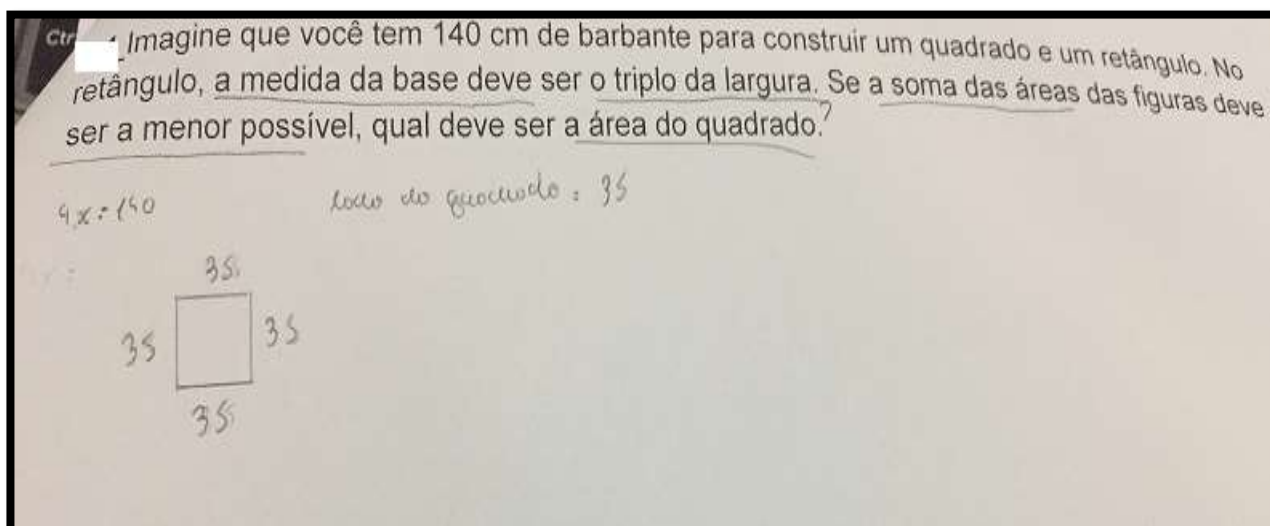 Ctr
Imagine que você tem 140 cm de barbante para construir um quadrado e um retângulo. No
retângulo, a medida da base deve ser o triplo da largura. Se a soma das áreas das figuras deve
ser a menor possível, qual deve ser a área do quadrado.?
4x = 140
lado do quadrado = 35
35
35
35
35